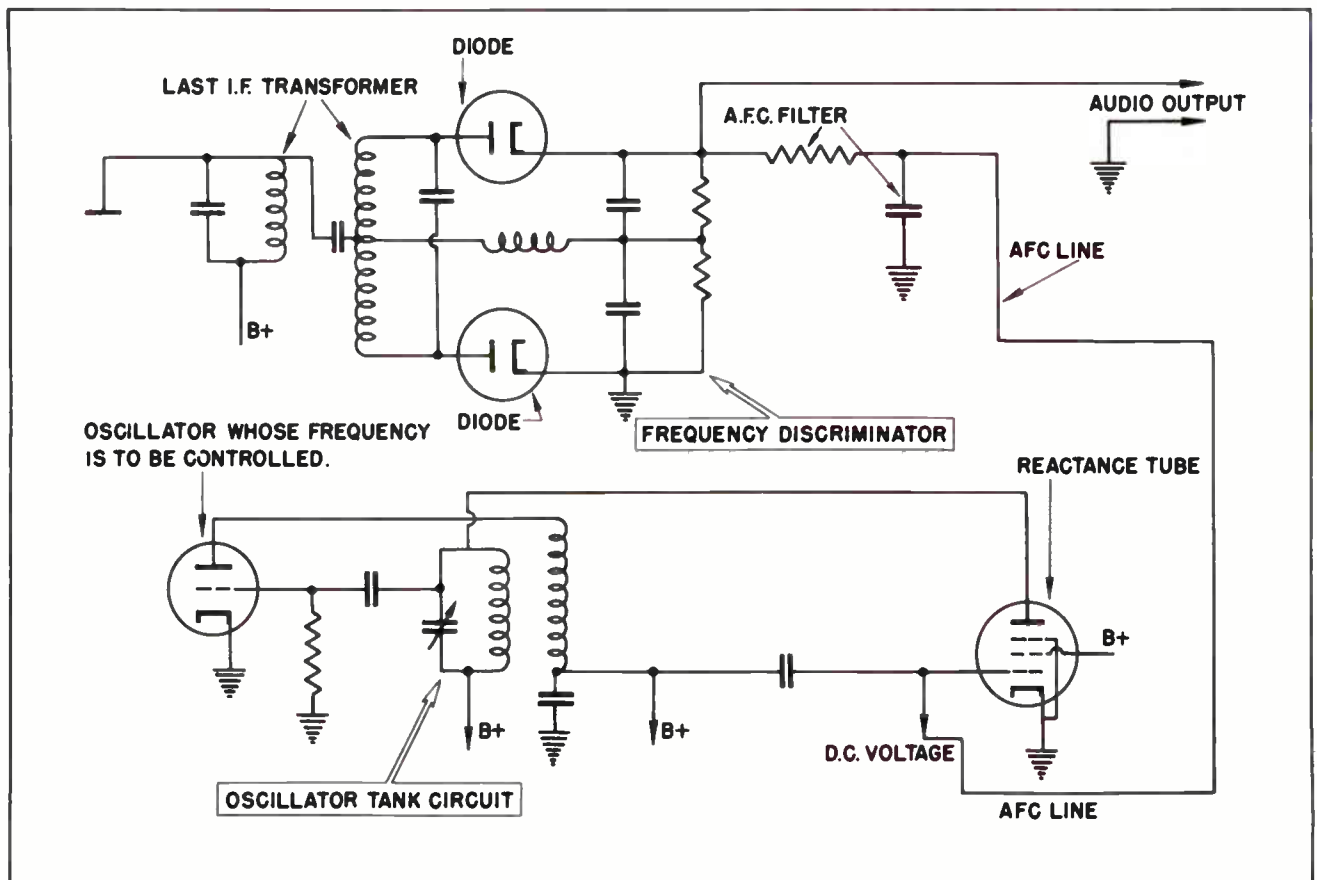 DIODE
LAST I.F. TRANSFORMER
A.F.C. FILTER
AUDIO OUTPUT
AFC LINE
B+
DIODE
FREQUENCY DISCRIMINATOR
OSCILLATOR WHOSE FREQUENCY
IS TO BE CONTROLLED.
REACTANCE TUBE
B+
B+
B+
D.C. VOLTAGE
OSCILLATOR TANK CIRCUIT
AFC LINE